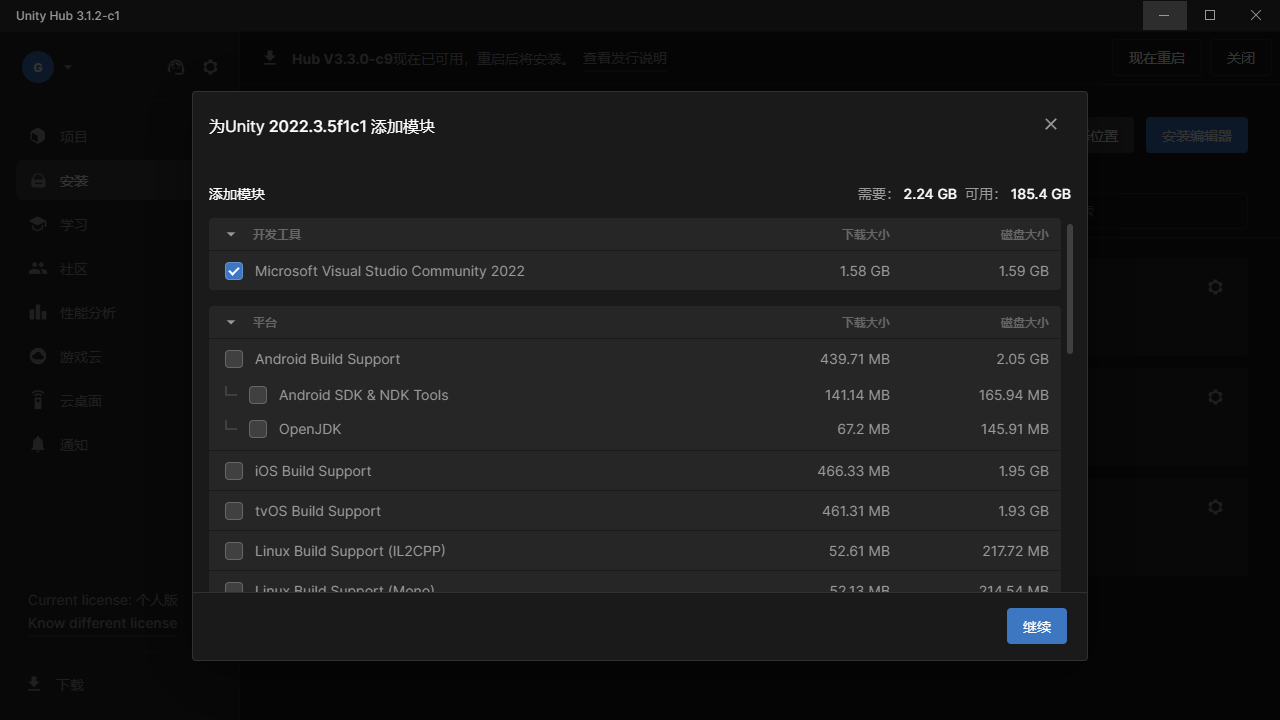 Unity Hub 3.1.2-c1
G
Hub V3.3.0-c9现在已可用，重启后将安装。 查看发行说明 现在重启 关闭
为Unity 2022.3.5f1c1 添加模块
位置 安装编辑器
项目
安装
学习
社区
性能分析
游戏云
云桌面
通知
添加模块 需要： 2.24 GB 可用： 185.4 GB
开发工具 下载大小 磁盘大小
Microsoft Visual Studio Community 2022 1.58 GB 1.59 GB
平台 下载大小 磁盘大小
Android Build Support 439.71 MB 2.05 GB
Android SDK & NDK Tools 141.14 MB 165.94 MB
OpenJDK 67.2 MB 145.91 MB
iOS Build Support 466.33 MB 1.95 GB
tvOS Build Support 461.31 MB 1.93 GB
Linux Build Support (IL2CPP) 52.61 MB 217.72 MB
Linux Build Support (Mono) 52.13 MB 214.54 MB
Current license: 个人版
Know different license
继续
下载